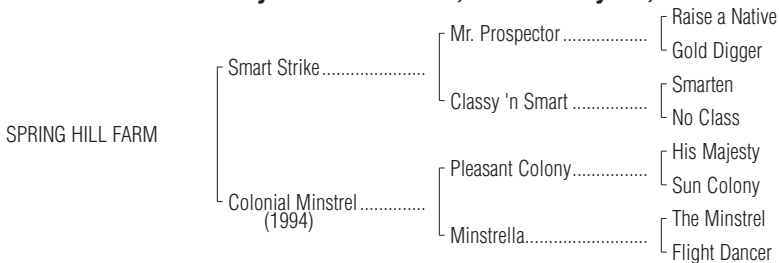 Raise a Native
Mr. Prospector
Gold Digger
Smart Strike
Smarten
Classy 'n Smart
No Class
SPRING HILL FARM
His Majesty
Pleasant Colony
Sun Colony
Colonial Minstrel
(1994)
The Minstrel
Minstrella
Flight Dancer